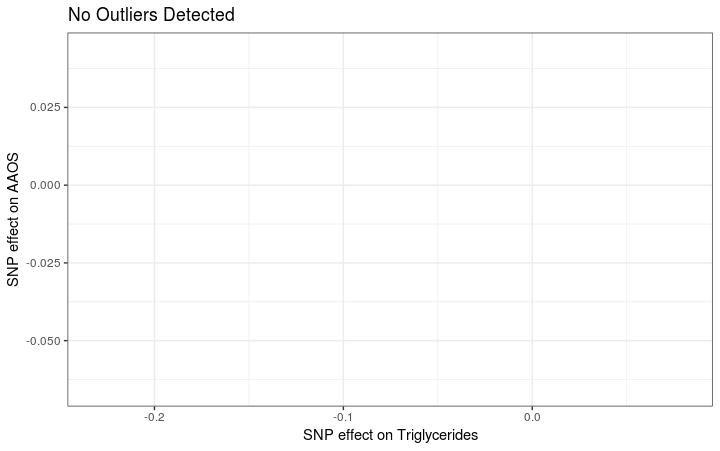 No Outliers Detected
SNP effect on AAOS
0.025
0.000
-0.025
-0.050
-0.2
-0.1
0.0
SNP effect on Triglycerides